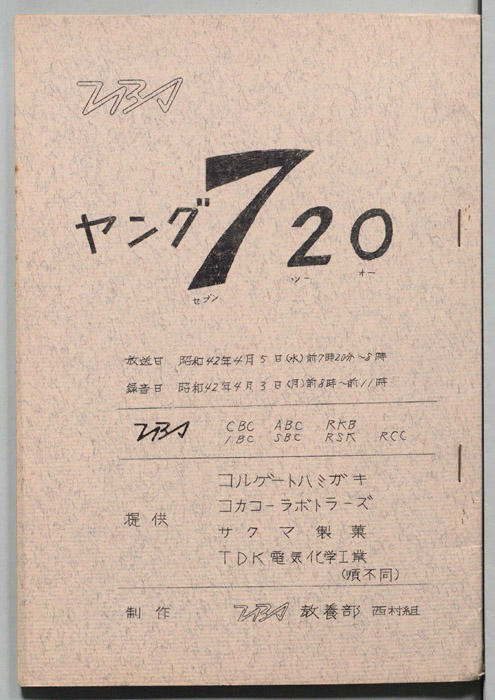 TBS
ヤング720
セブン ツー オー
放送日 昭和42年4月5日(水)前7時20分~8時
録音日 昭和42年4月3日(月)前8時~前11時
TBS CBC ABC RKB
IBC SBC RSK RCC
提供
コルゲートハミガキ
コカコーラボトラーズ
サクマ製菓
TDK電気化学工業
(順不同)
制作 TBS 教養部 西村組